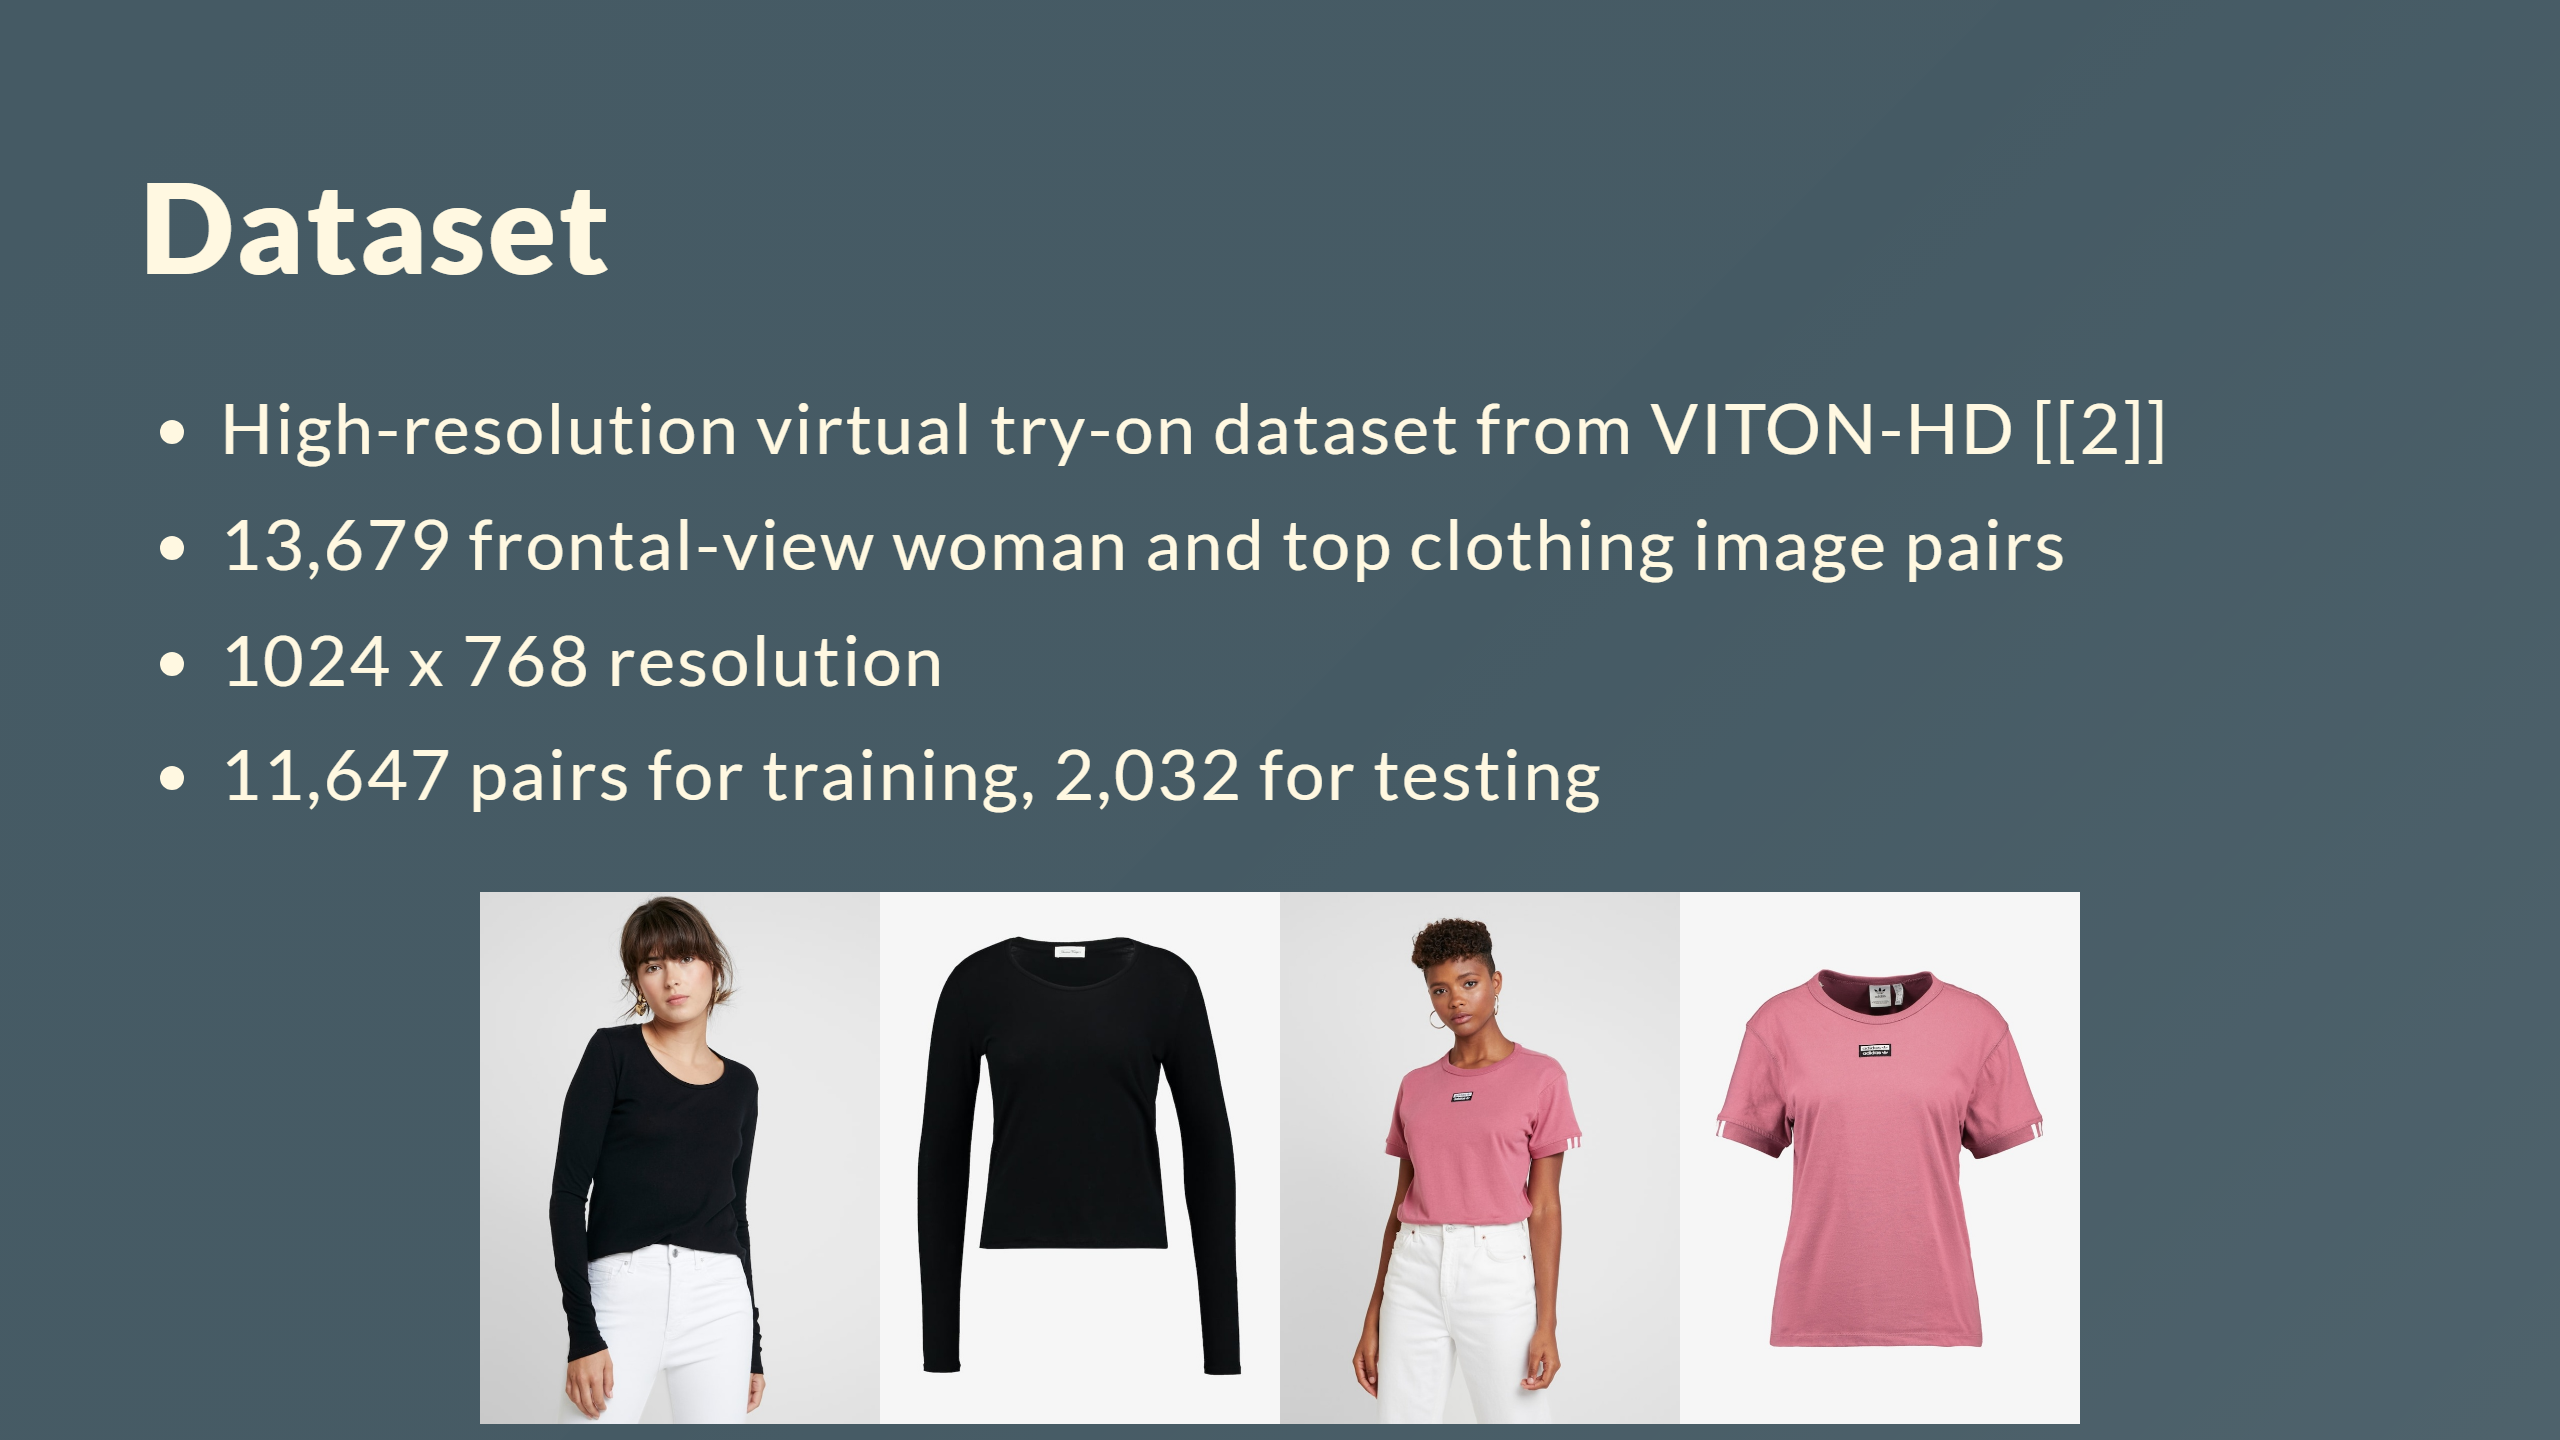 Dataset
• High-resolution virtual try-on dataset from VITON-HD [[2]]
• 13,679 frontal-view woman and top clothing image pairs
• 1024 x 768 resolution
• 11,647 pairs for training, 2,032 for testing
adidas